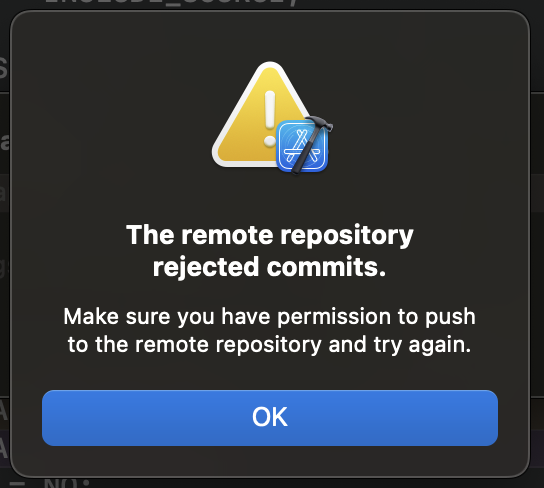 The remote repository
rejected commits.
Make sure you have permission to push
to the remote repository and try again.
OK
= NO;